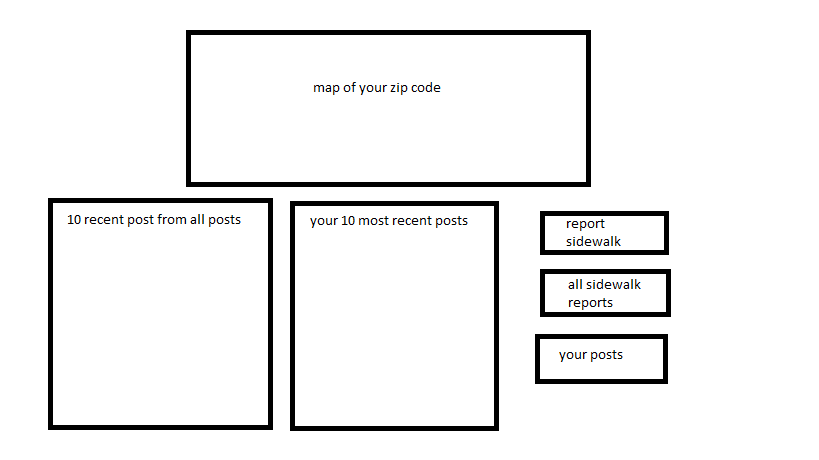 map of your zip code
10 recent post from all posts
your 10 most recent posts
report
sidewalk
all sidewalk
reports
your posts